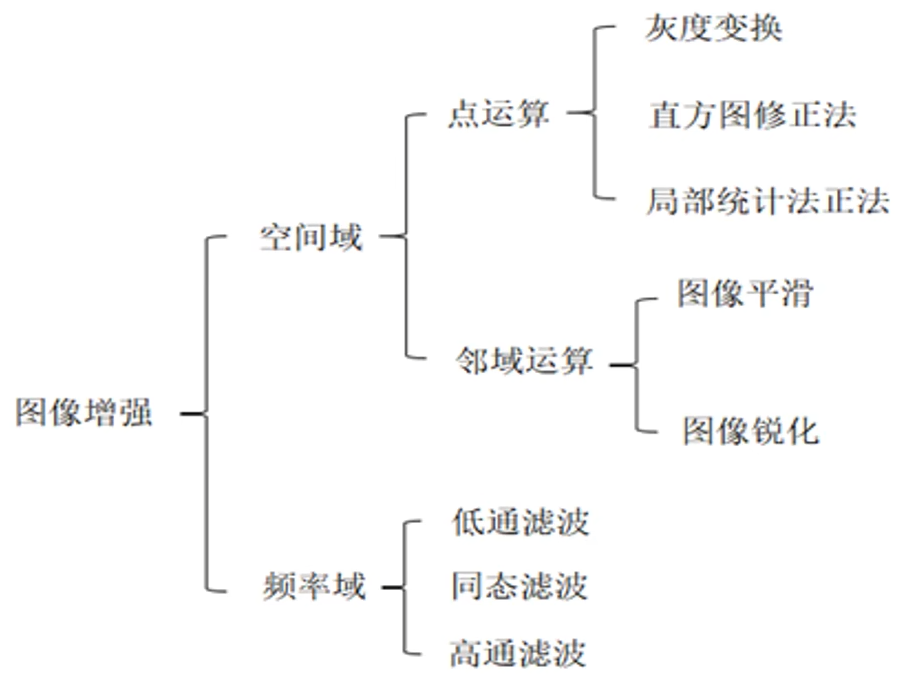 灰度变换
点运算
直方图修正法
局部统计法正法
空间域
图像平滑
邻域运算
图像锐化
图像增强
低通滤波
频率域
同态滤波
高通滤波